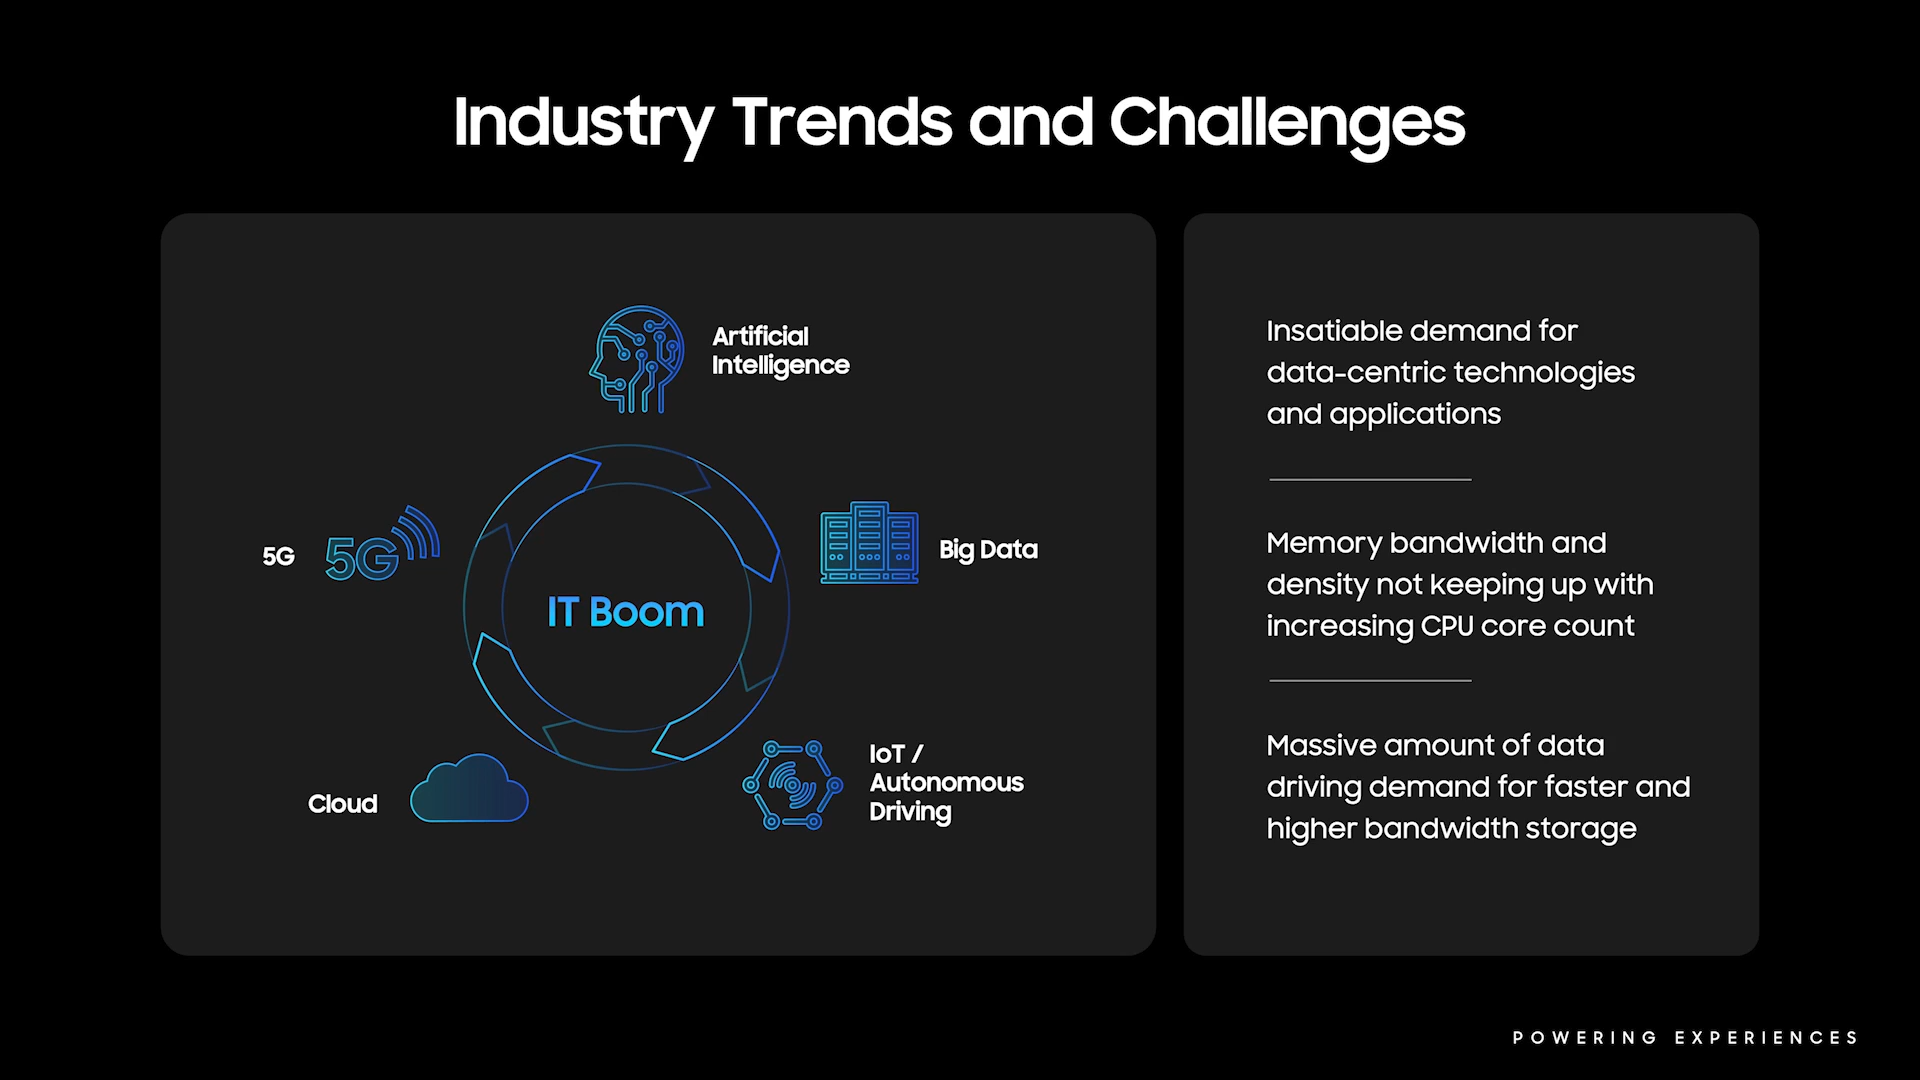 Industry Trends and Challenges
Artificial
Intelligence
5G
5G
Big Data
IT Boom
Cloud
IoT /
Autonomous
Driving
Insatiable demand for
data-centric technologies
and applications
Memory bandwidth and
density not keeping up with
increasing CPU core count
Massive amount of data
driving demand for faster and
higher bandwidth storage
POWERING EXPERIENCES